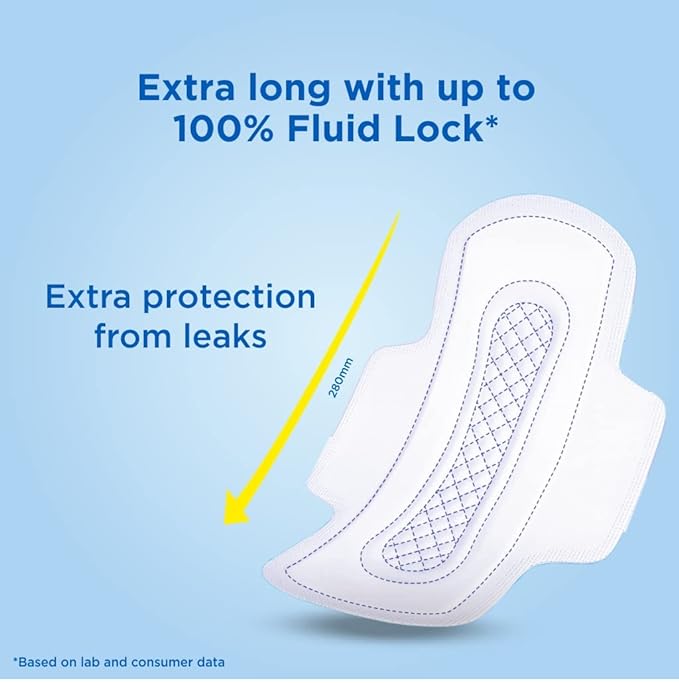 Extra long with up to
100% Fluid Lock*
Extra protection
from leaks
280mm
*Based on lab and consumer data